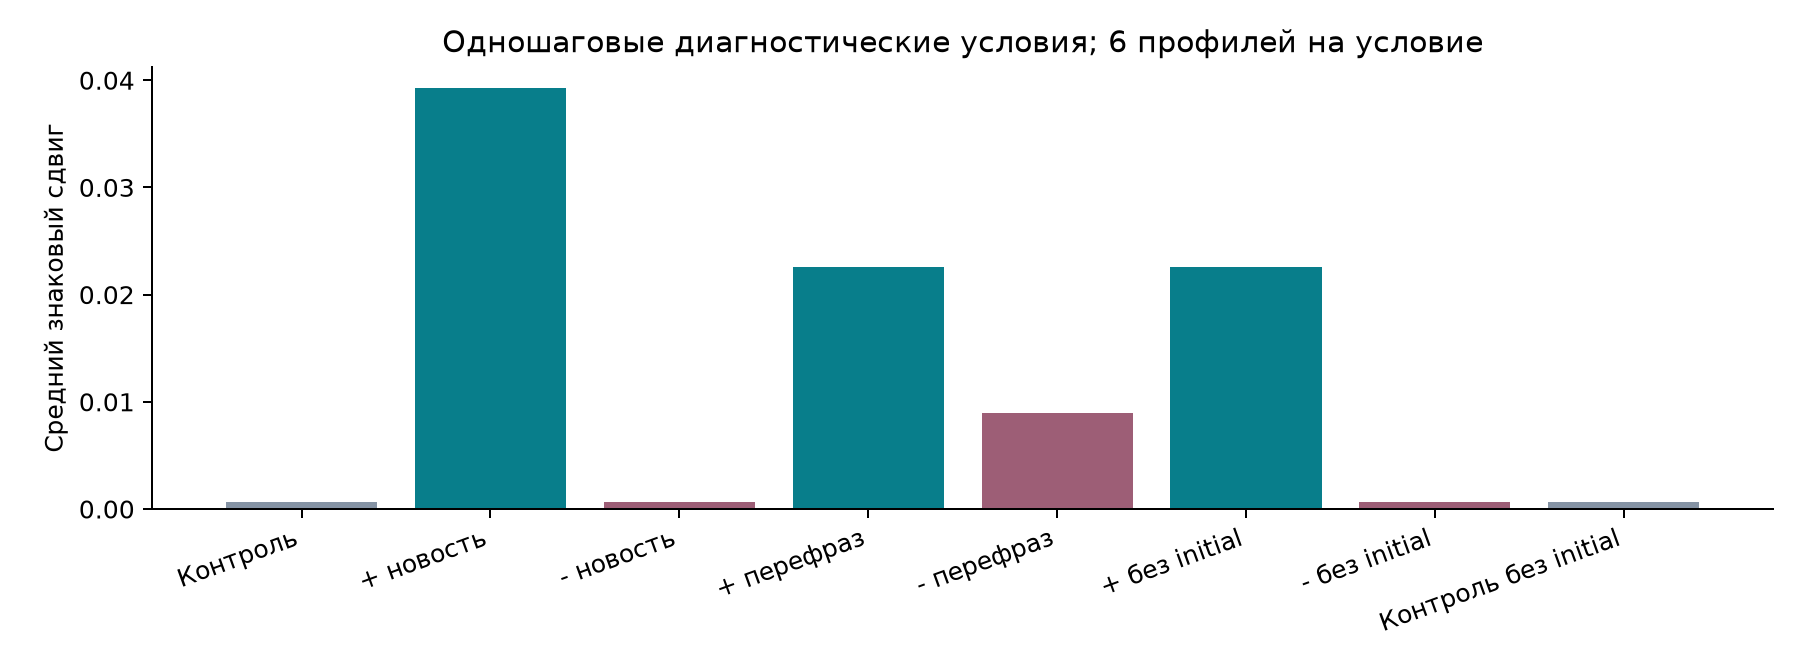 Одношаговые диагностические условия; 6 профилей на условие
Средний знаковый сдвиг
0.04
0.03
0.02
0.01
0.00
Контроль
+ новость
- новость
+ перефраз
- перефраз
+ без initial
- без initial
Контроль без initial